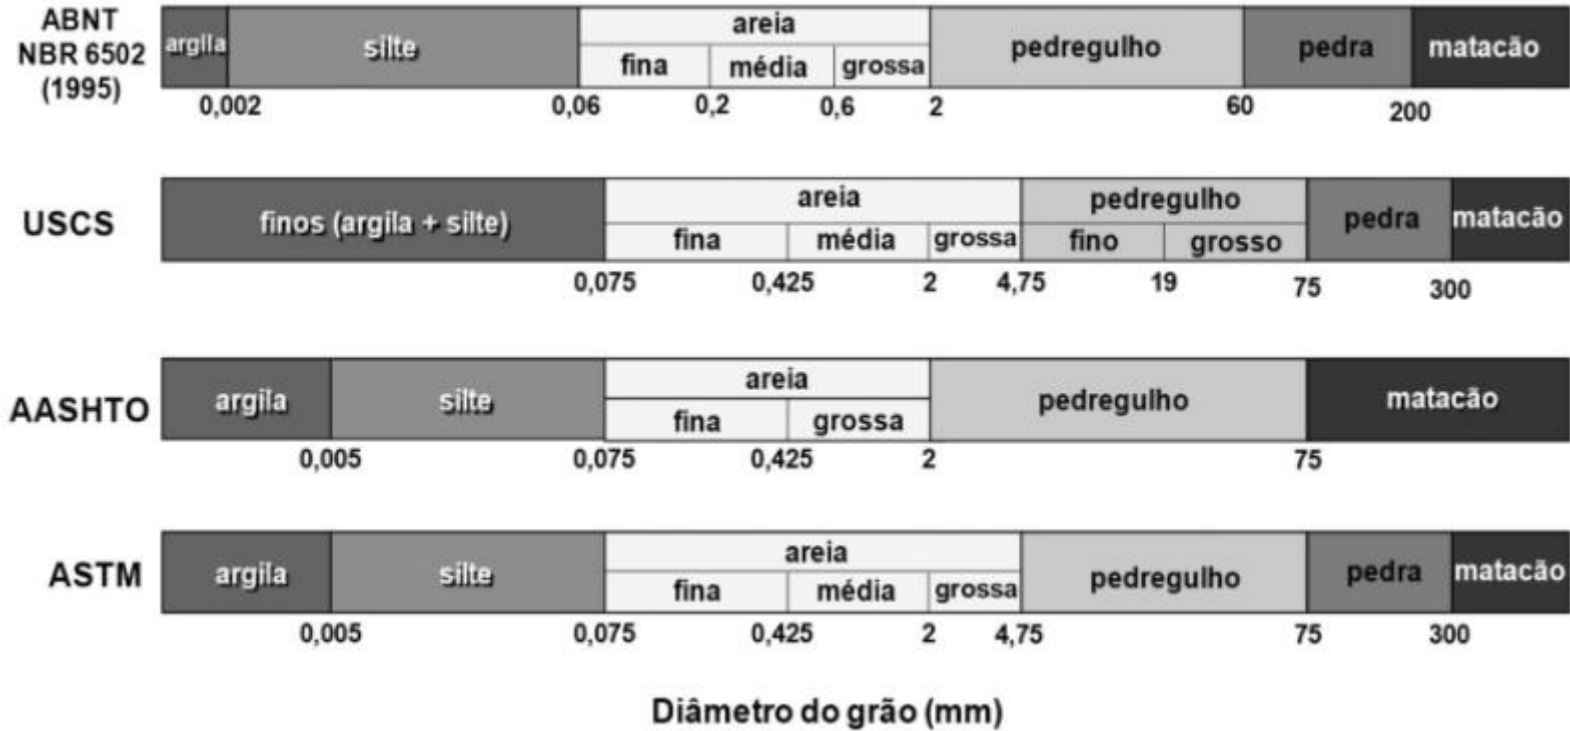 ABNT
NBR 6502
(1995)
argila
silte
areia
fina
média
grossa
pedregulho
pedra
matacão
0,002
0,06
0,2
0,6
2
60
200
USCS
finos (argila + silte)
areia
fina
média
grossa
pedregulho
fino
grosso
pedra
matacão
0,075
0,425
2
4,75
19
75
300
AASHTO
argila
silte
areia
fina
grossa
pedregulho
matacão
0,005
0,075
0,425
2
75
ASTM
argila
silte
areia
fina
média
grossa
pedregulho
pedra
matacão
0,005
0,075
0,425
2
4,75
75
300
Diâmetro do grão (mm)